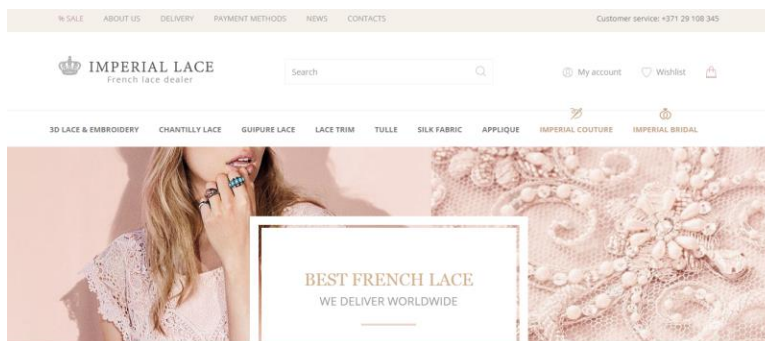 % SALE ABOUT US DELIVERY PAYMENT METHODS NEWS CONTACTS Customer service: +371 29 108 345
IMPERIAL LACE
French lace dealer
Search
My account Wishlist
3D LACE & EMBROIDERY CHANTILLY LACE GUIPURE LACE LACE TRIM TULLE SILK FABRIC APPLIQUE IMPERIAL COUTURE IMPERIAL BRIDAL
BEST FRENCH LACE
WE DELIVER WORLDWIDE